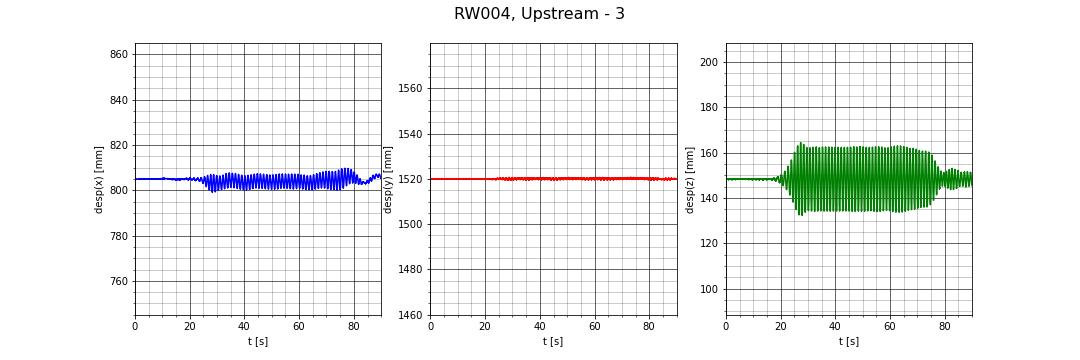 RW004, Upstream - 3
desp(x) [mm]
860
840
820
800
780
760
0 20 40 60 80
t [s]
desp(y) [mm]
1560
1540
1520
1500
1480
1460
0 20 40 60 80
t [s]
desp(z) [mm]
200
180
160
140
120
100
0 20 40 60 80
t [s]